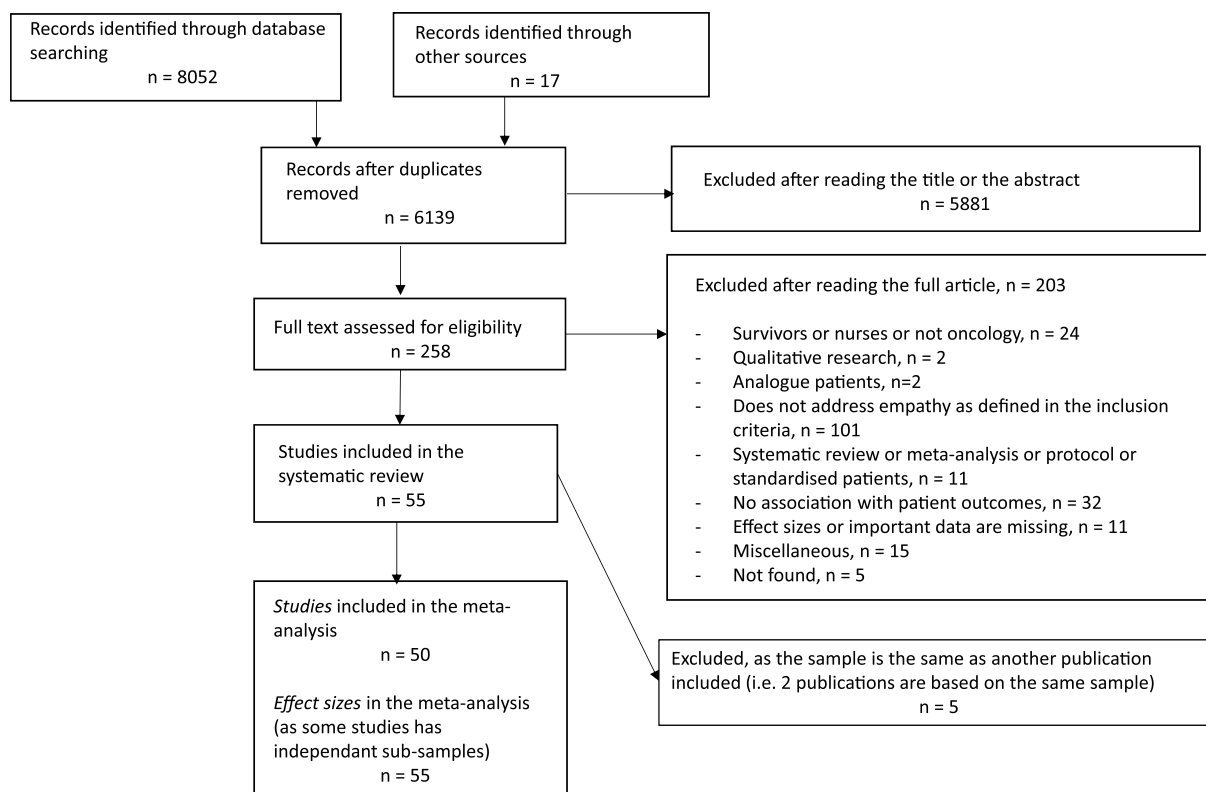 Records identified through database
searching
n = 8052
Records identified through
other sources
n = 17
Records after duplicates
removed
n = 6139
Excluded after reading the title or the abstract
n = 5881
Full text assessed for eligibility
n = 258
Excluded after reading the full article, n = 203
- Survivors or nurses or not oncology, n = 24
- Qualitative research, n = 2
- Analogue patients, n=2
- Does not address empathy as defined in the inclusion
criteria, n = 101
- Systematic review or meta-analysis or protocol or
standardised patients, n = 11
- No association with patient outcomes, n = 32
- Effect sizes or important data are missing, n = 11
- Miscellaneous, n = 15
- Not found, n = 5
Studies included in the
systematic review
n = 55
Studies included in the meta-
analysis
n = 50
Effect sizes in the meta-analysis
(as some studies has
independant sub-samples)
n = 55
Excluded, as the sample is the same as another publication
included (i.e. 2 publications are based on the same sample)
n = 5